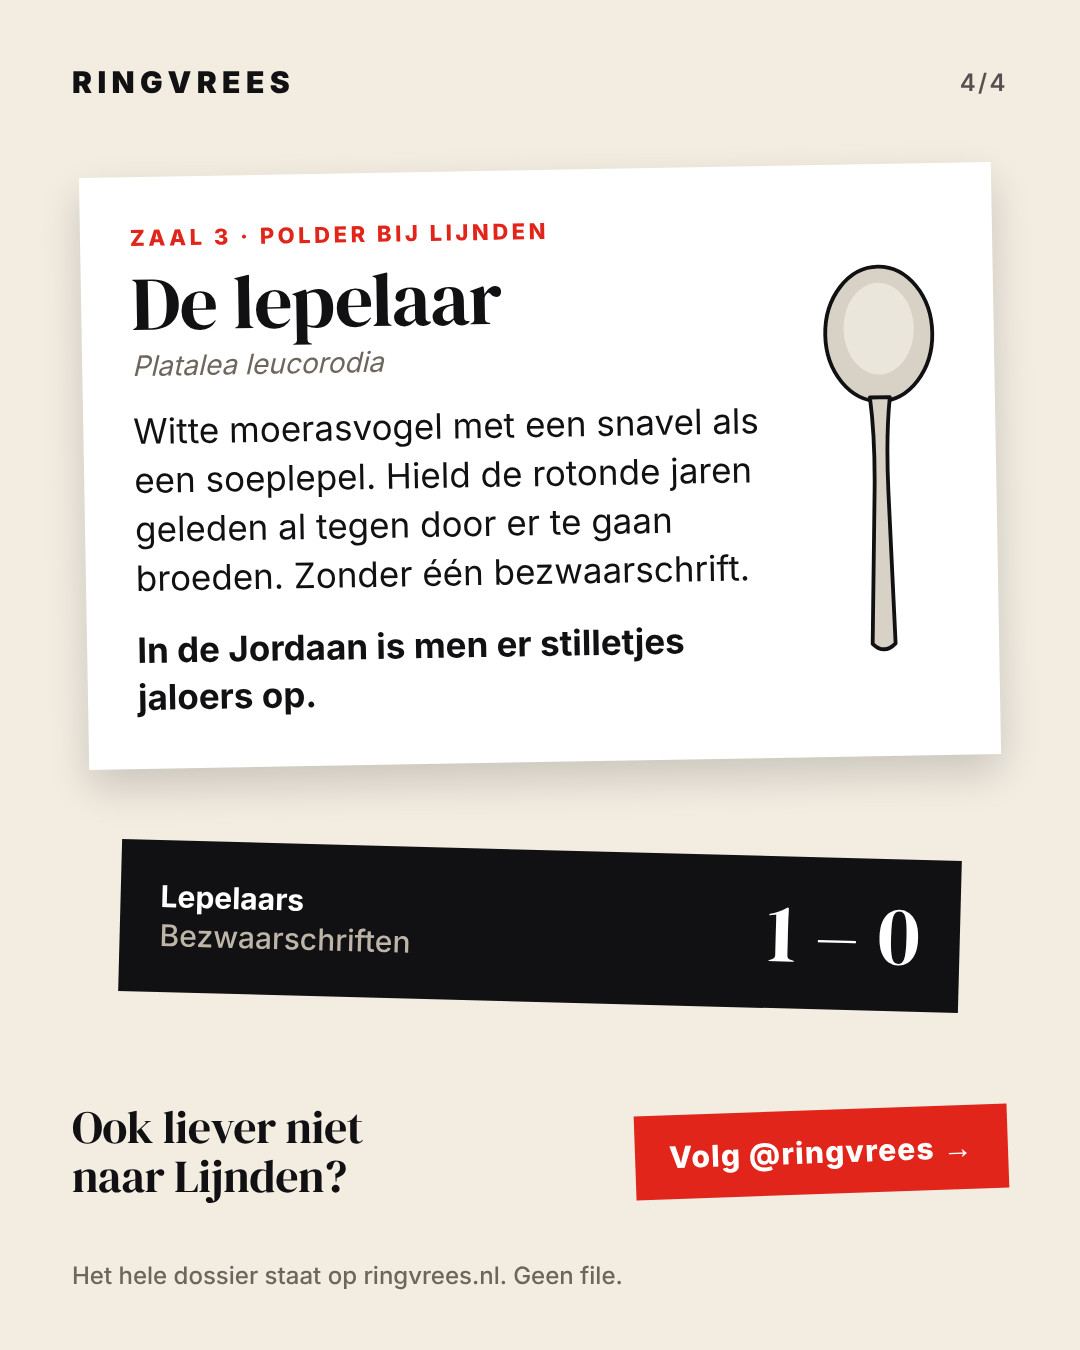 RINGVREES
4/4
ZAAL 3 · POLDER BIJ LIJNDEN
De lepelaar
Platalea leucorodia
Witte moerasvogel met een snavel als
een soeplepel. Hield de rotonde jaren
geleden al tegen door er te gaan
broeden. Zonder één bezwaarschrift.
In de Jordaan is men er stilletjes
jaloers op.
Lepelaars
Bezwaarschriften
1 – 0
Ook liever niet
naar Lijnden?
Volg @ringvrees →
Het hele dossier staat op ringvrees.nl. Geen file.